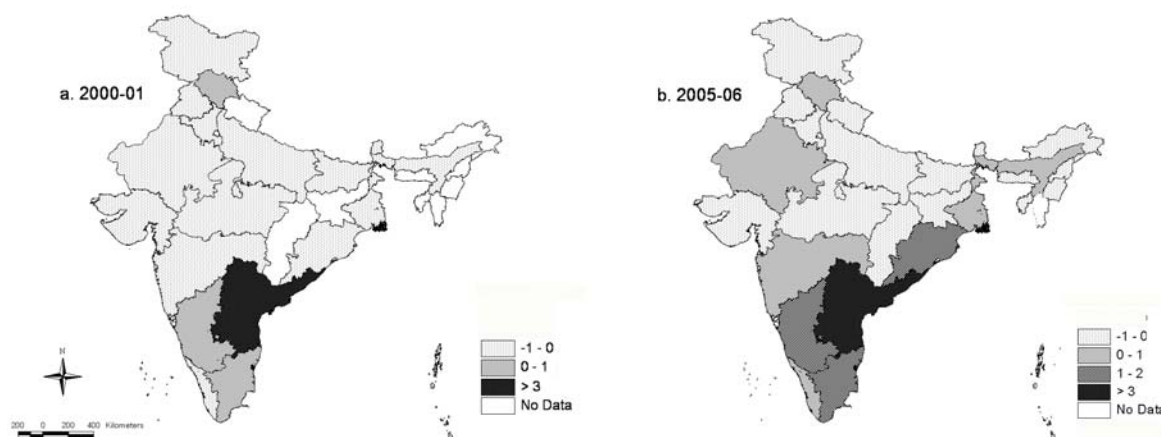 a. 2000-01
N
200 0 200 400 Kilometers
-1 - 0
0 - 1
> 3
No Data
b. 2005-06
-1 - 0
0 - 1
1 - 2
> 3
No Data